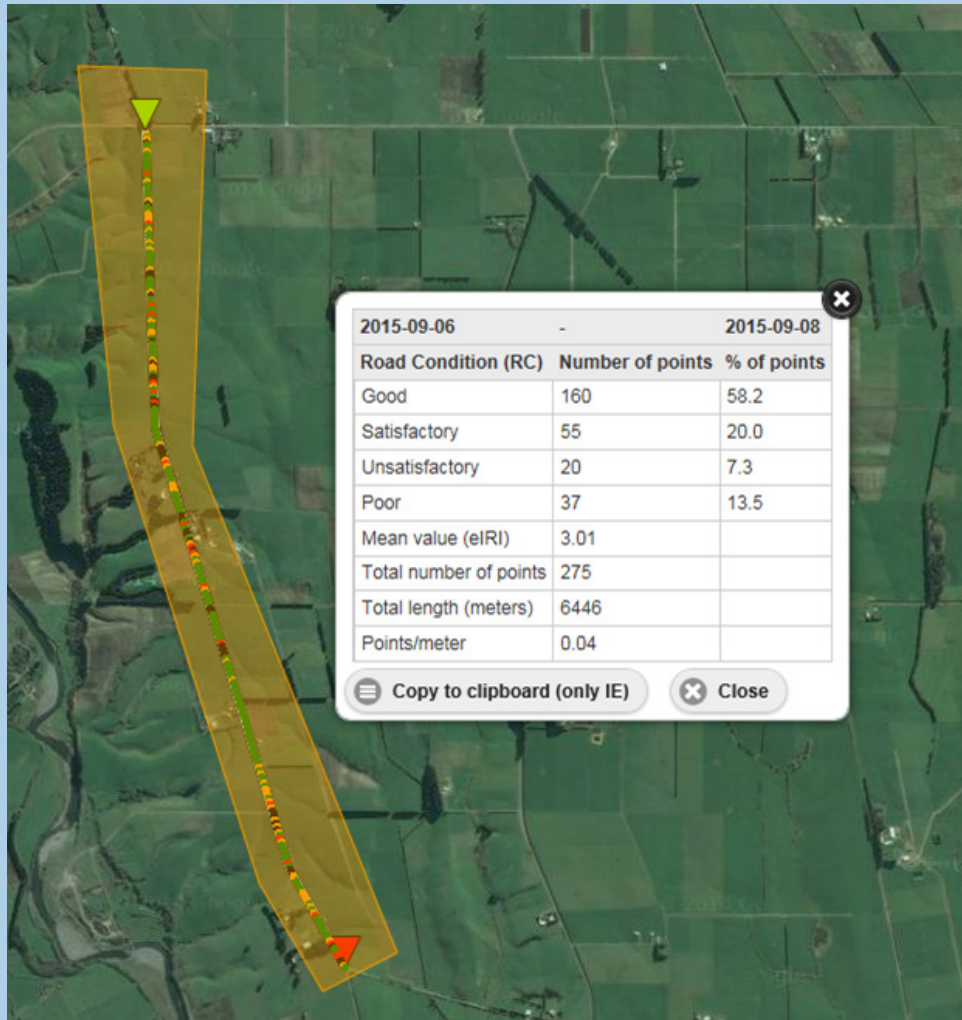 2015-09-06 - 2015-09-08
Road Condition (RC) Number of points % of points
Good 160 58.2
Satisfactory 55 20.0
Unsatisfactory 20 7.3
Poor 37 13.5
Mean value (eIRI) 3.01
Total number of points 275
Total length (meters) 6446
Points/meter 0.04
Copy to clipboard (only IE) Close